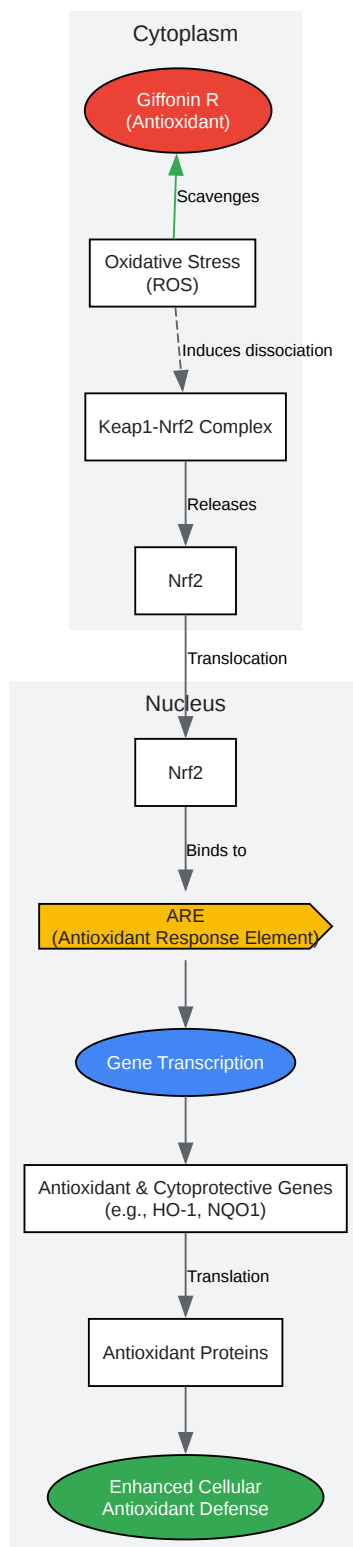 Cytoplasm
Giffonin R
(Antioxidant)
Scavenges
Oxidative Stress
(ROS)
Induces dissociation
Keap1-Nrf2 Complex
Releases
Nrf2
Translocation
Nucleus
Nrf2
Binds to
ARE
(Antioxidant Response Element)
Gene Transcription
Antioxidant & Cytoprotective Genes
(e.g., HO-1, NQO1)
Translation
Antioxidant Proteins
Enhanced Cellular
Antioxidant Defense